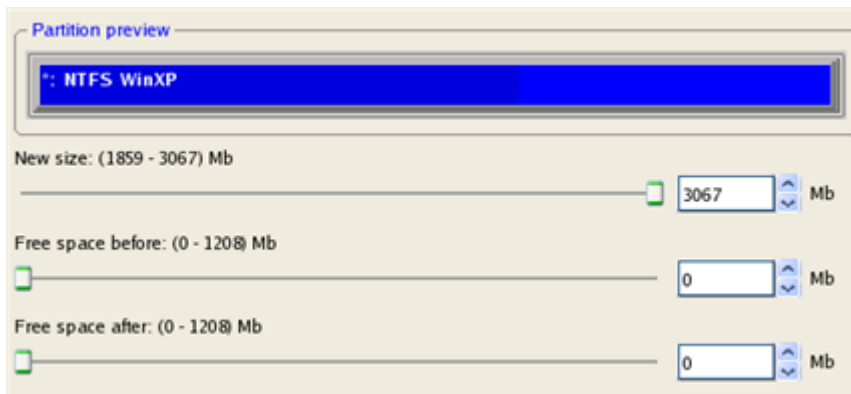 Partition preview
*: NTFS WinXP
New size: (1859 - 3067) Mb
3067 Mb
Free space before: (0 - 1208) Mb
0 Mb
Free space after: (0 - 1208) Mb
0 Mb